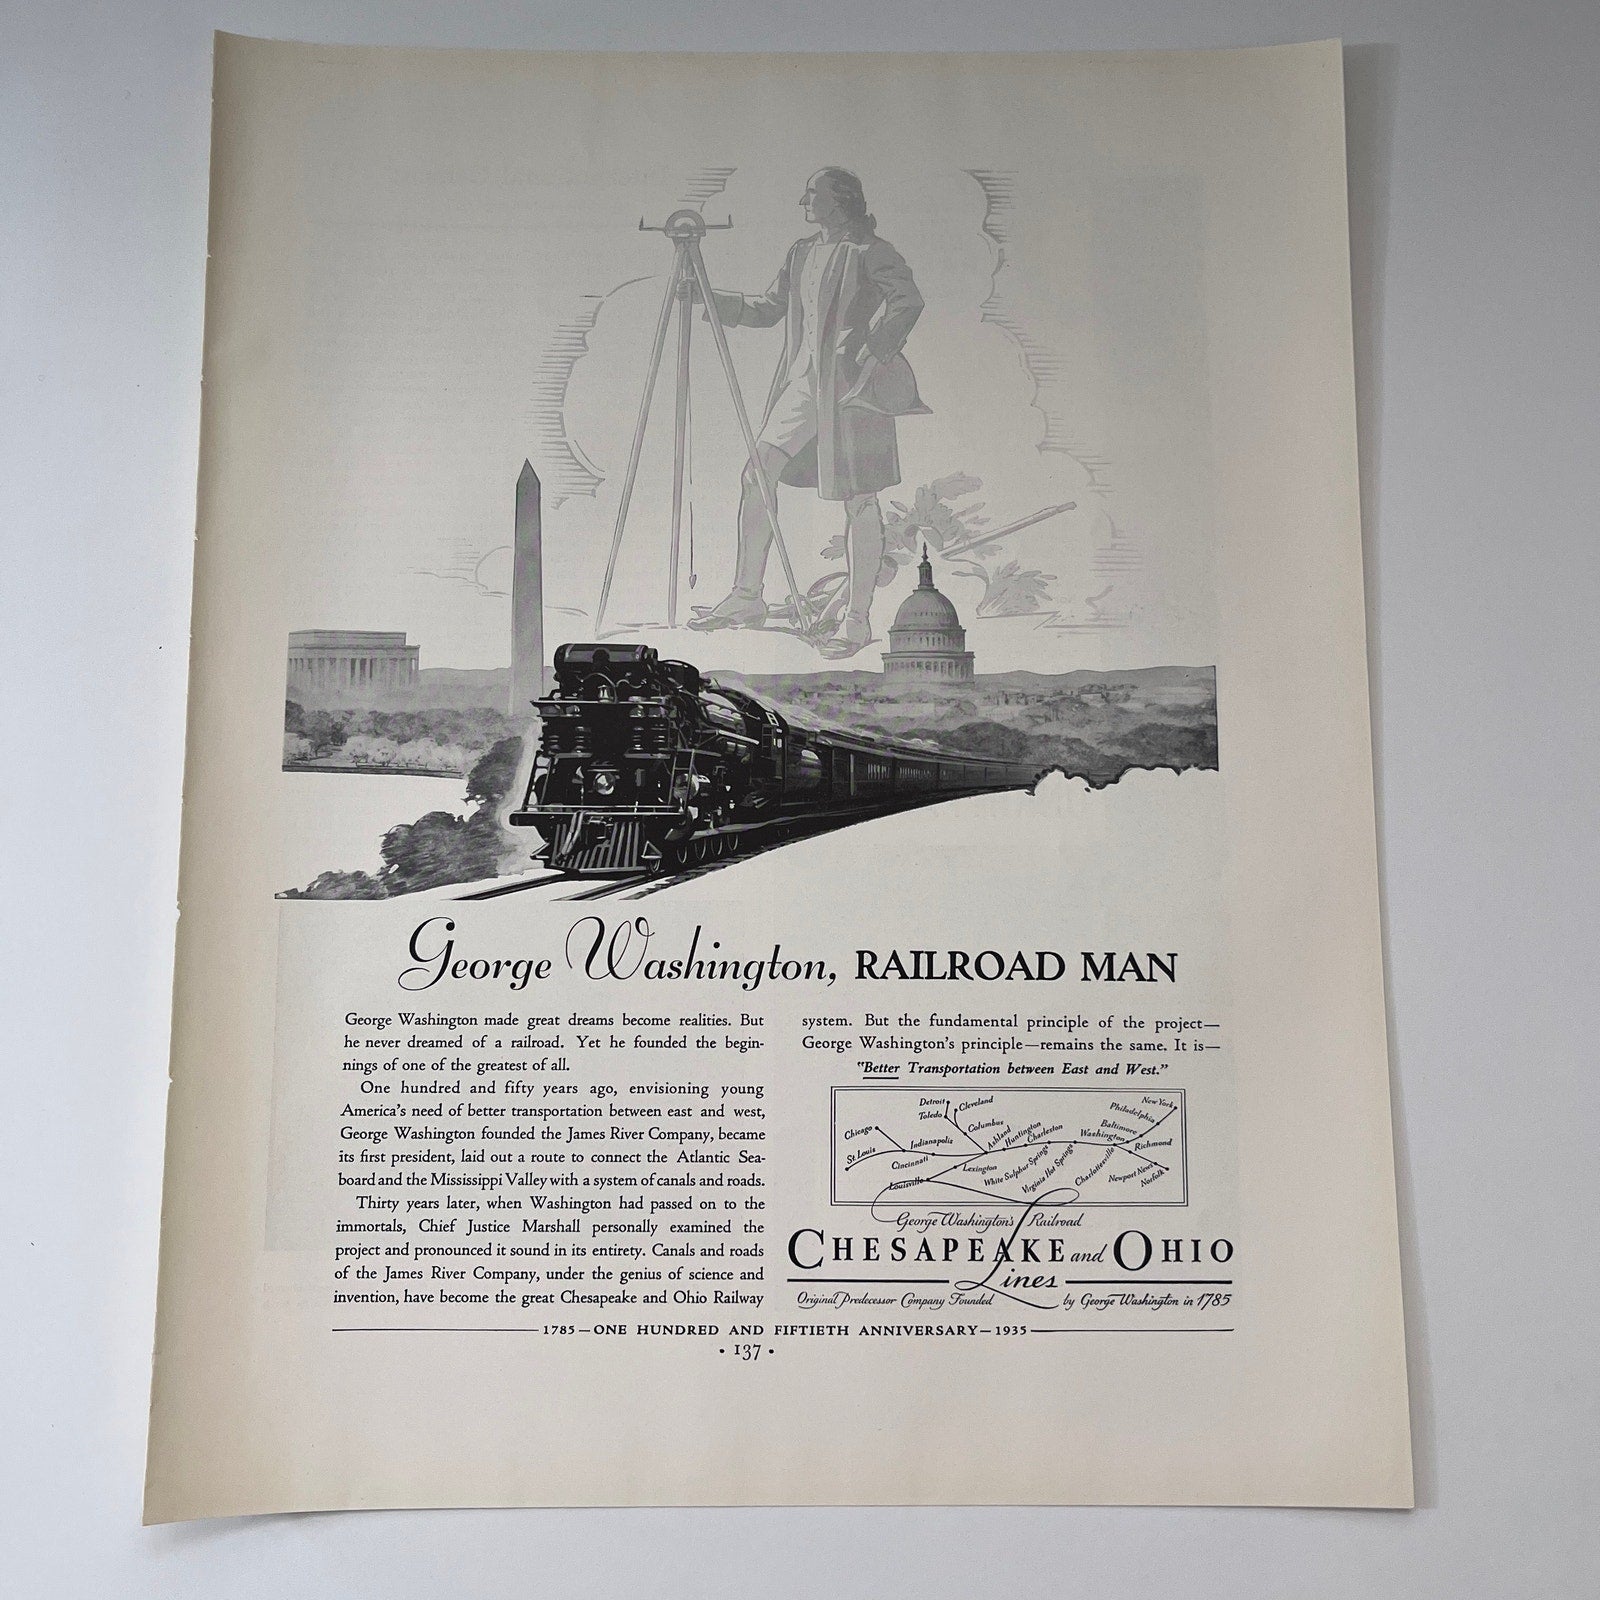 George Washington, RAILROAD MAN
George Washington made great dreams become realities. But
he never dreamed of a railroad. Yet he founded the begin-
nings of one of the greatest of all.
One hundred and fifty years ago, envisioning young
America's need of better transportation between east and west,
George Washington founded the James River Company, became
its first president, laid out a route to connect the Atlantic Sea-
board and the Mississippi Valley with a system of canals and roads.
Thirty years later, when Washington had passed on to the
immortals, Chief Justice Marshall personally examined the
project and pronounced it sound in its entirety. Canals and roads
of the James River Company, under the genius of science and
invention, have become the great Chesapeake and Ohio Railway
system. But the fundamental principle of the project—
George Washington's principle—remains the same. It is—
"Better Transportation between East and West."
Detroit
Cleveland
Toledo
New York
Philadelphia
Baltimore
Washington
Chicago
Columbus
Ashland
Huntington
Charleston
Indianapolis
Richmond
St Louis
Cincinnati
Lexington
White Sulphur Springs
Virginia Hot Springs
Charlottesville
Newport News
Norfolk
Louisville
George Washington's Railroad
CHESAPEAKE and OHIO
Lines
Original Predecessor Company Founded by George Washington in 1785
1785—ONE HUNDRED AND FIFTIETH ANNIVERSARY—1935
• 137 •